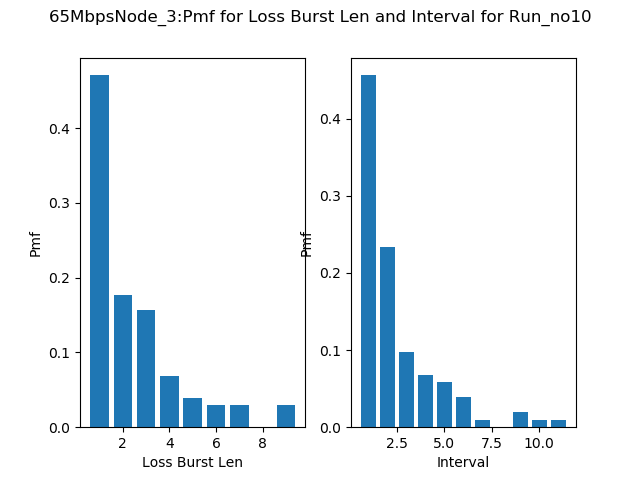 65MbpsNode_3:Pmf for Loss Burst Len and Interval for Run_no10
Pmf
0.4
0.3
0.2
0.1
0.0
2 4 6 8
Loss Burst Len
Pmf
0.4
0.3
0.2
0.1
0.0
2.5 5.0 7.5 10.0
Interval